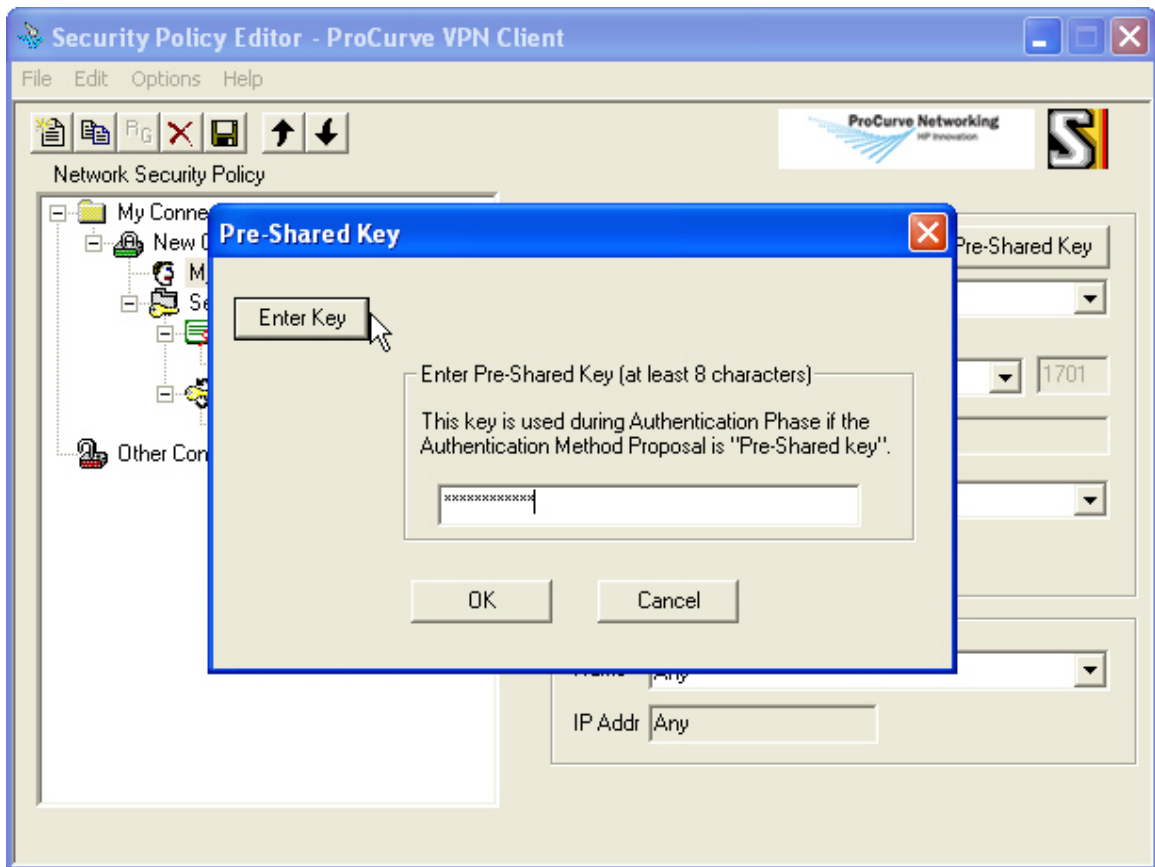 Security Policy Editor - ProCurve VPN Client
File Edit Options Help
ProCurve Networking
HP Innovation
S
Network Security Policy
My Conne
Pre-Shared Key
New C
Pre-Shared Key
M
Se
Enter Key
Enter Pre-Shared Key (at least 8 characters)
1701
This key is used during Authentication Phase if the
Authentication Method Proposal is "Pre-Shared key".
Other Con
xxxxxxxxxxxx
OK Cancel
Any
IP Addr Any